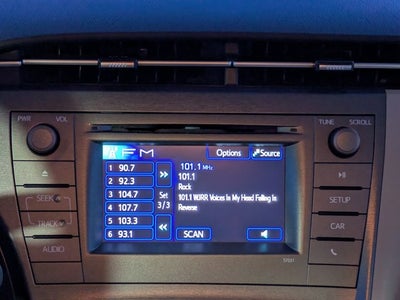 PWR VOL
TUNE SCROLL
FM
Options
Source
1 90.7
2 92.3
3 104.7
4 107.7
5 103.3
6 93.1
Set
3/3
101.1 MHz
101.1
Rock
101.1 WJRR Voices In My Head Falling In
Reverse
SCAN
SEEK
TRACK
AUDIO
SETUP
CAR
57031